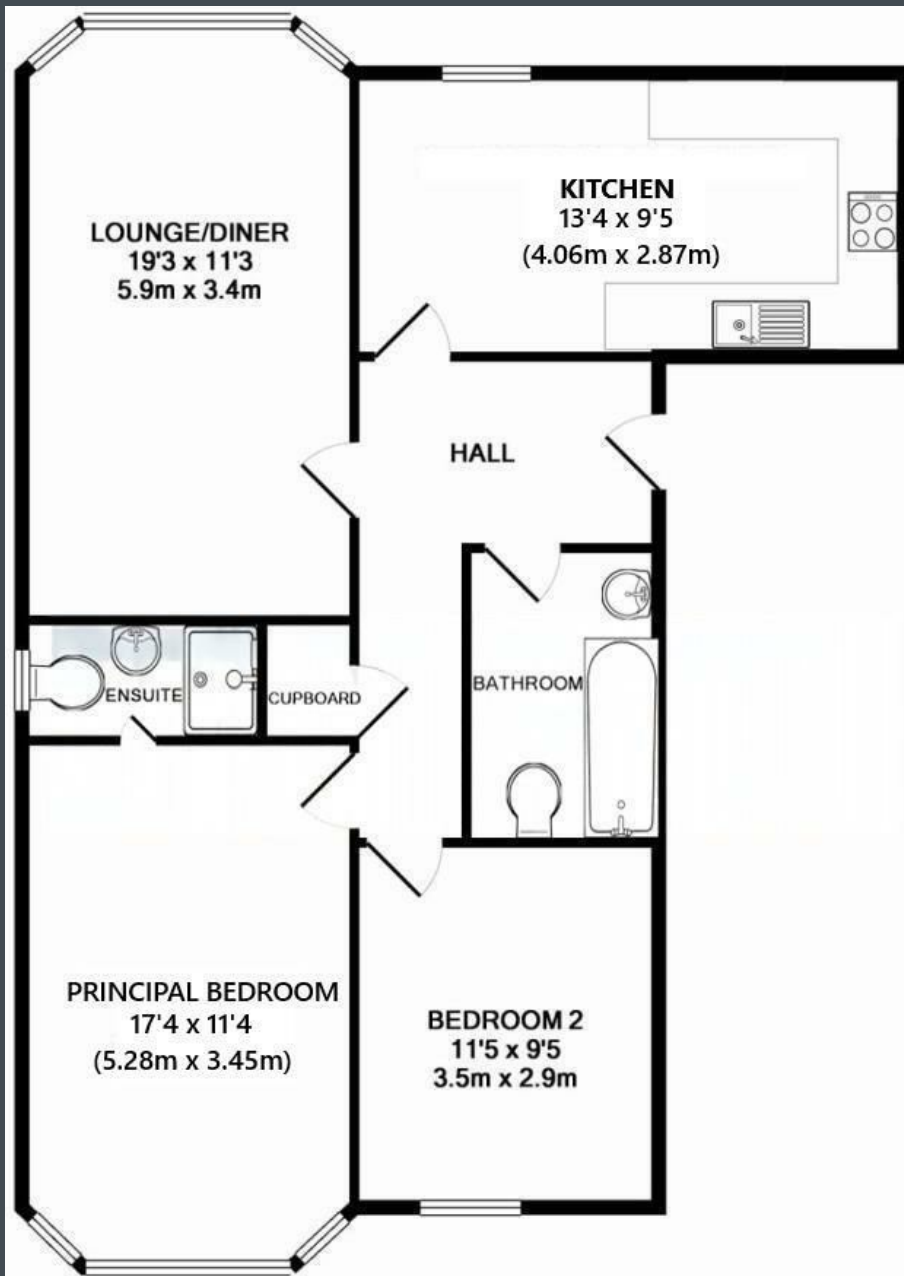 KITCHEN
13'4 x 9'5
(4.06m x 2.87m)
LOUNGE/DINER
19'3 x 11'3
5.9m x 3.4m
HALL
ENSUITE
CUPBOARD
BATHROOM
PRINCIPAL BEDROOM
17'4 x 11'4
(5.28m x 3.45m)
BEDROOM 2
11'5 x 9'5
3.5m x 2.9m